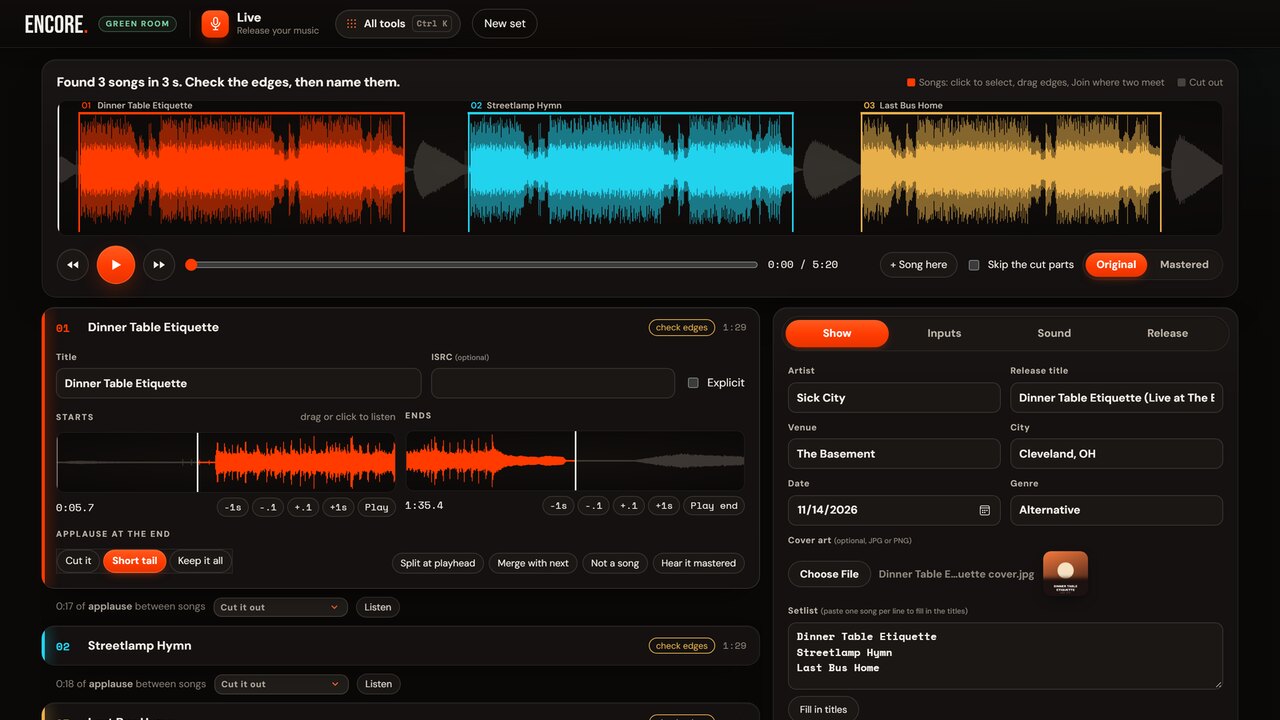 ENCORE.
GREEN ROOM
Live
Release your music
All tools Ctrl K
New set
Found 3 songs in 3 s. Check the edges, then name them.
Songs: click to select, drag edges, Join where two meet
Cut out
01 Dinner Table Etiquette
02 Streetlamp Hymn
03 Last Bus Home
0:00 / 5:20
+ Song here
Skip the cut parts
Original
Mastered
01 Dinner Table Etiquette
check edges
1:29
Title
ISRC (optional)
Dinner Table Etiquette
Explicit
STARTS
drag or click to listen
ENDS
0:05.7
-1s
-.1
+.1
+1s
Play
1:35.4
-1s
-.1
+.1
+1s
Play end
APPLAUSE AT THE END
Cut it
Short tail
Keep it all
Split at playhead
Merge with next
Not a song
Hear it mastered
0:17 of applause between songs
Cut it out
Listen
02 Streetlamp Hymn
check edges
1:29
0:18 of applause between songs
Cut it out
Listen
Show
Inputs
Sound
Release
Artist
Release title
Sick City
Dinner Table Etiquette (Live at The
Venue
City
The Basement
Cleveland, OH
Date
Genre
11/14/2026
Alternative
Cover art (optional, JPG or PNG)
Choose File
Dinner Table E...uette cover.jpg
DINNER TABLE
ETIQUETTE
Setlist (paste one song per line to fill in the titles)
Dinner Table Etiquette
Streetlamp Hymn
Last Bus Home
Fill in titles